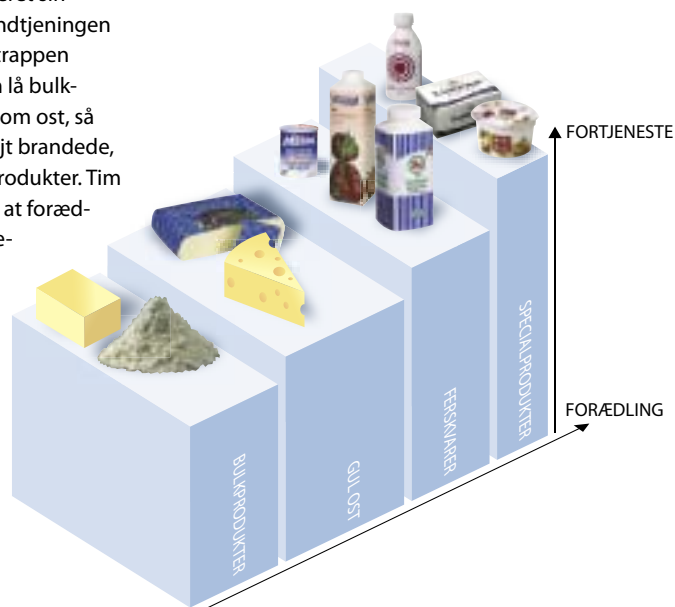 ndtjeningen
trappen
lå bulk-
om ost, så
jt brandede,
rodukter. Tim
at foræd-
e-
FORTJENESTE
FORÆDLING
BULKPRODUKTER
GUL OST
FERSKVARER
SPECIALPRODUKTER